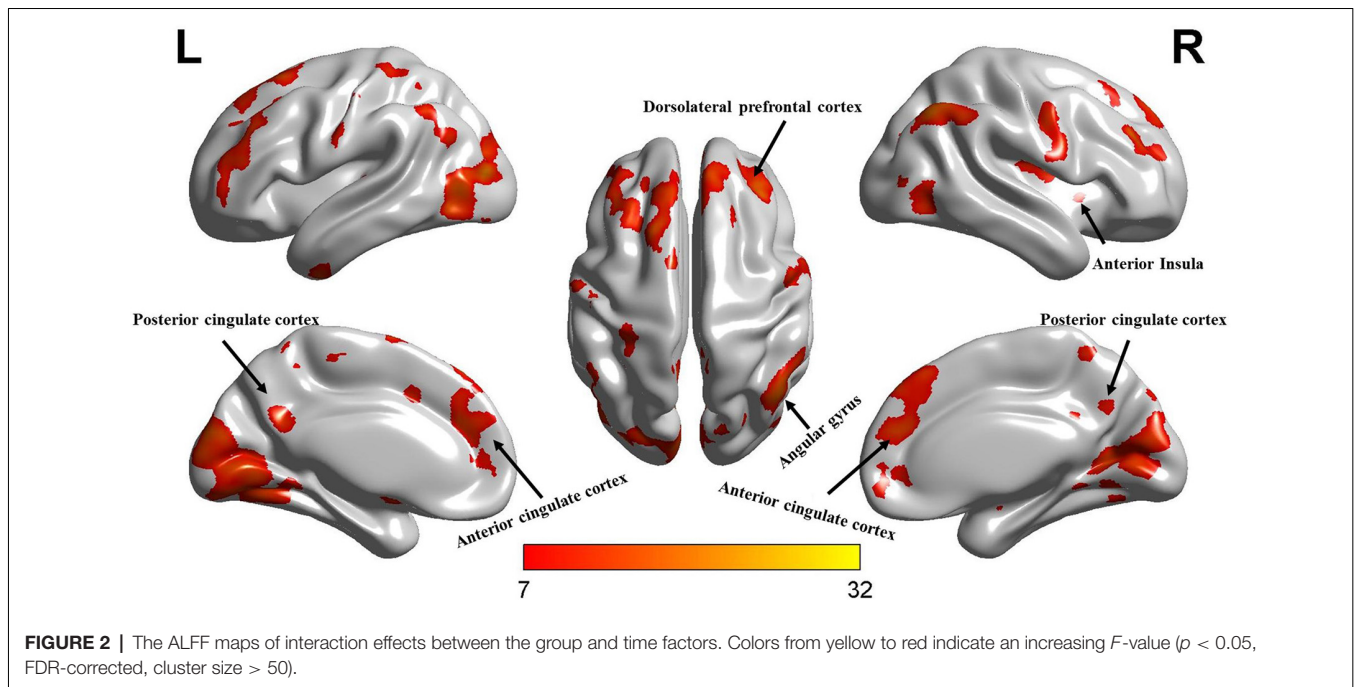 L
R
Dorsolateral prefrontal cortex
Anterior Insula
Posterior cingulate cortex
Posterior cingulate cortex
Angular gyrus
Anterior cingulate cortex
Anterior cingulate cortex
7
32
FIGURE 2 | The ALFF maps of interaction effects between the group and time factors. Colors from yellow to red indicate an increasing F-value (p < 0.05,
FDR-corrected, cluster size > 50).